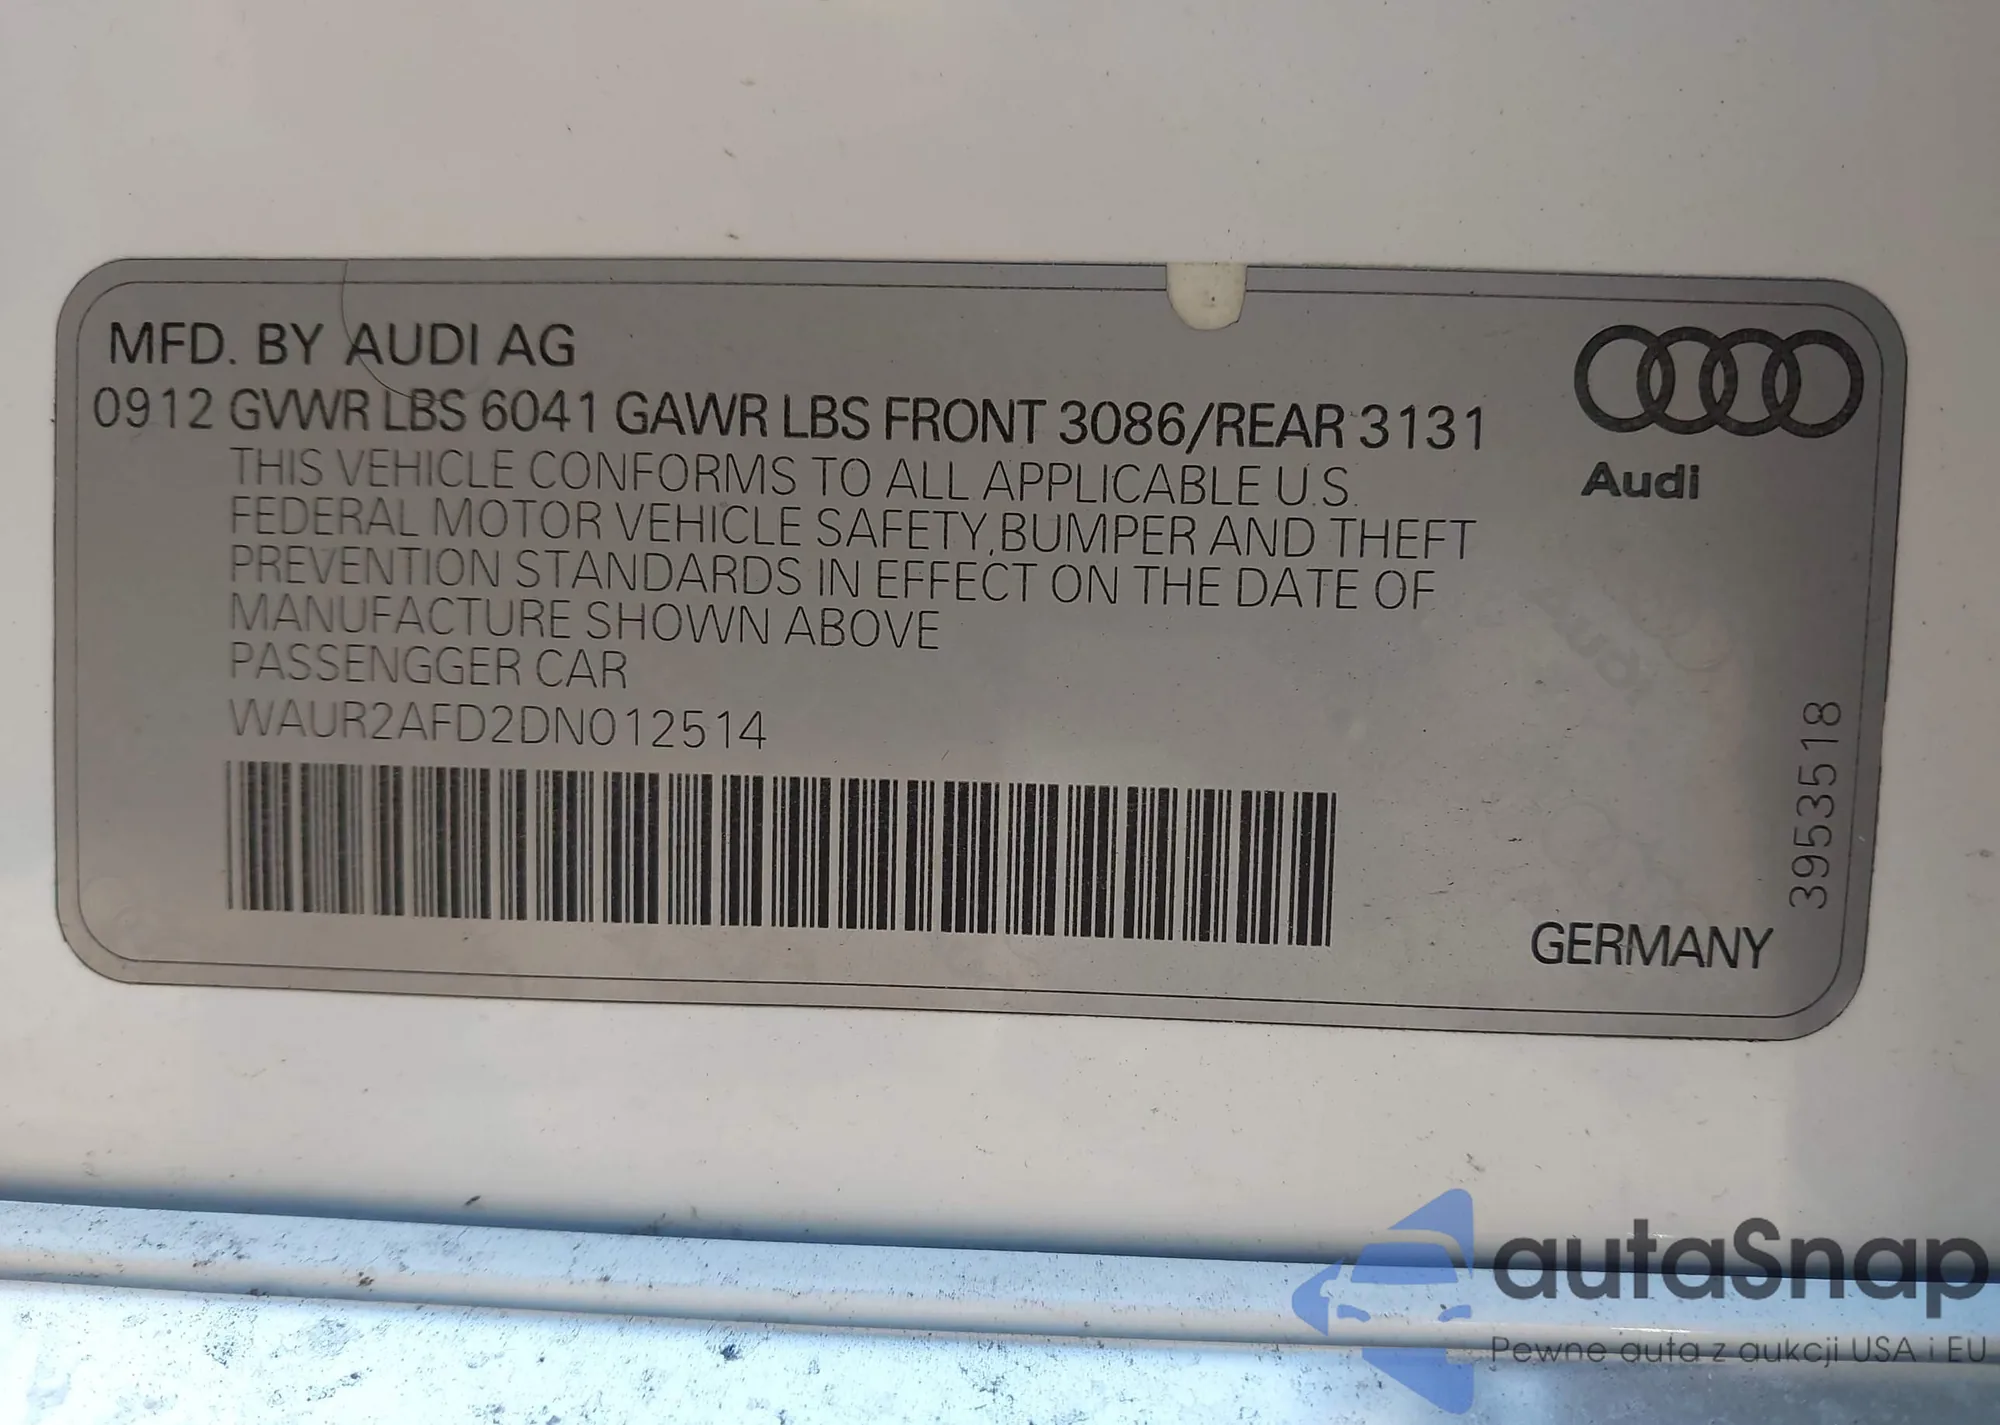 MFD. BY AUDI AG
0912 GVWR LBS 6041 GAWR LBS FRONT 3086/REAR 3131
THIS VEHICLE CONFORMS TO ALL APPLICABLE U.S.
FEDERAL MOTOR VEHICLE SAFETY,BUMPER AND THEFT
PREVENTION STANDARDS IN EFFECT ON THE DATE OF
MANUFACTURE SHOWN ABOVE
PASSENGGER CAR
WAUR2AFD2DN012514
Audi
3953518
GERMANY
autaSnap
Pewne auta z aukcji USA i EU